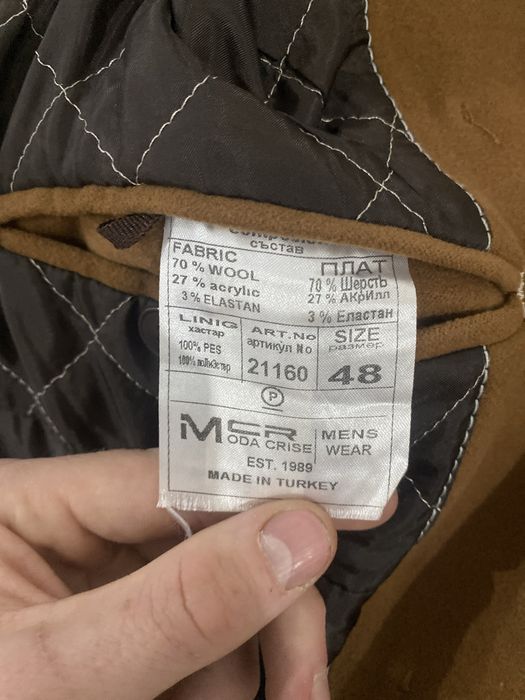 състав
FABRIC
70 % WOOL
27 % acrylic
3 % ELASTAN
ПЛАТ
70 % Шерсть
27 % АКрИлл
3 % Еластан
LINIG
хастар
100% PES
100% полиэстер
ART.No
артикул No
21160
SIZE
размер
48
P
MCR
MODA CRISE
MENS
WEAR
EST. 1989
MADE IN TURKEY